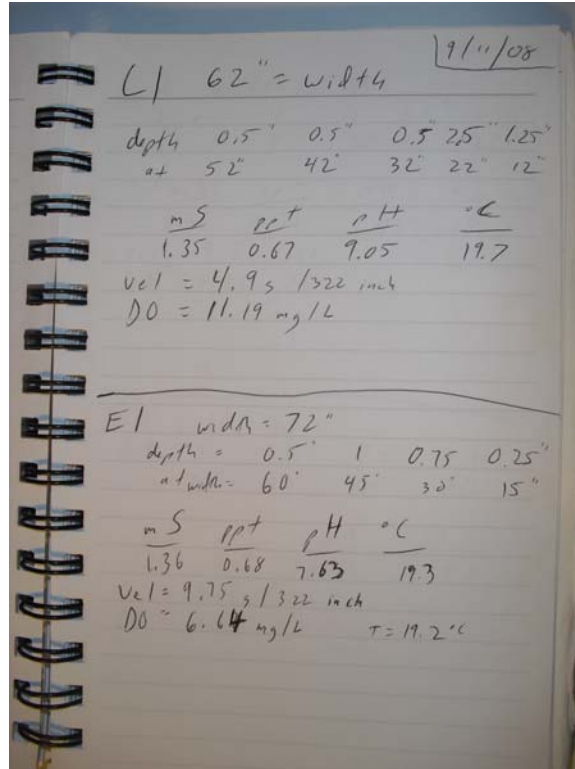 9/11/08
L1 62" = width
depth 0.5" 0.5" 0.5" 2.5" 1.25"
at 52" 42" 32" 22" 12"
mS ppt pH °C
1.35 0.67 9.05 19.7
vel = 4.9 s /322 inch
DO = 11.19 mg/L
E1 width = 72"
depth = 0.5" 1 0.75 0.25"
at width = 60" 45" 30" 15"
mS ppt pH °C
1.36 0.68 7.63 19.3
Vel = 9.75 s / 322 inch
DO = 6.64 mg/L T = 19.2 °C